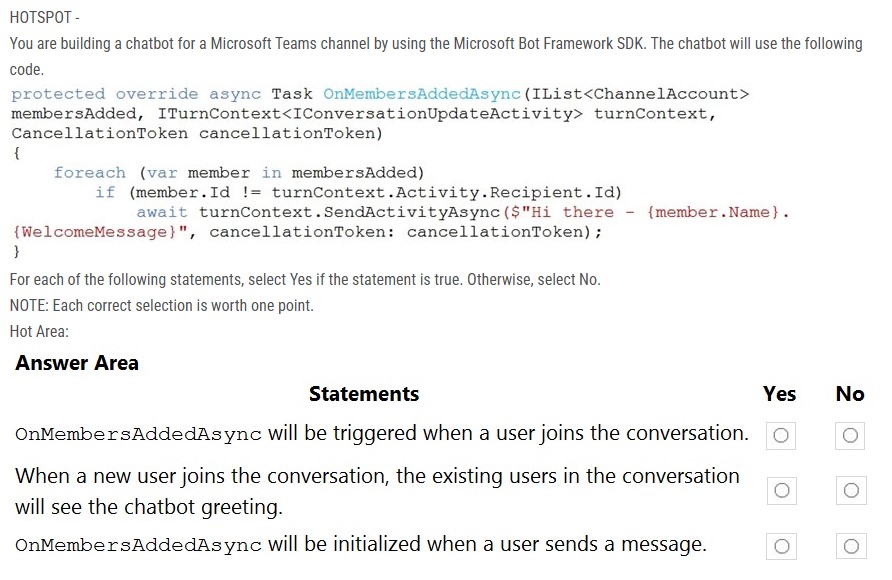 HOTSPOT -
You are building a chatbot for a Microsoft Teams channel by using the Microsoft Bot Framework SDK. The chatbot will use the following
code.
protected override async Task OnMembersAddedAsync(IList<ChannelAccount>
membersAdded, ITurnContext<IConversationUpdateActivity> turnContext,
CancellationToken cancellationToken)
{
foreach (var member in membersAdded)
if (member.Id != turnContext.Activity.Recipient.Id)
await turnContext.SendActivityAsync($"Hi there - {member.Name}.
{WelcomeMessage}", cancellationToken: cancellationToken);
}
For each of the following statements, select Yes if the statement is true. Otherwise, select No.
NOTE: Each correct selection is worth one point.
Hot Area:
Answer Area
Statements Yes No
OnMembersAddedAsync will be triggered when a user joins the conversation.
When a new user joins the conversation, the existing users in the conversation
will see the chatbot greeting.
OnMembersAddedAsync will be initialized when a user sends a message.